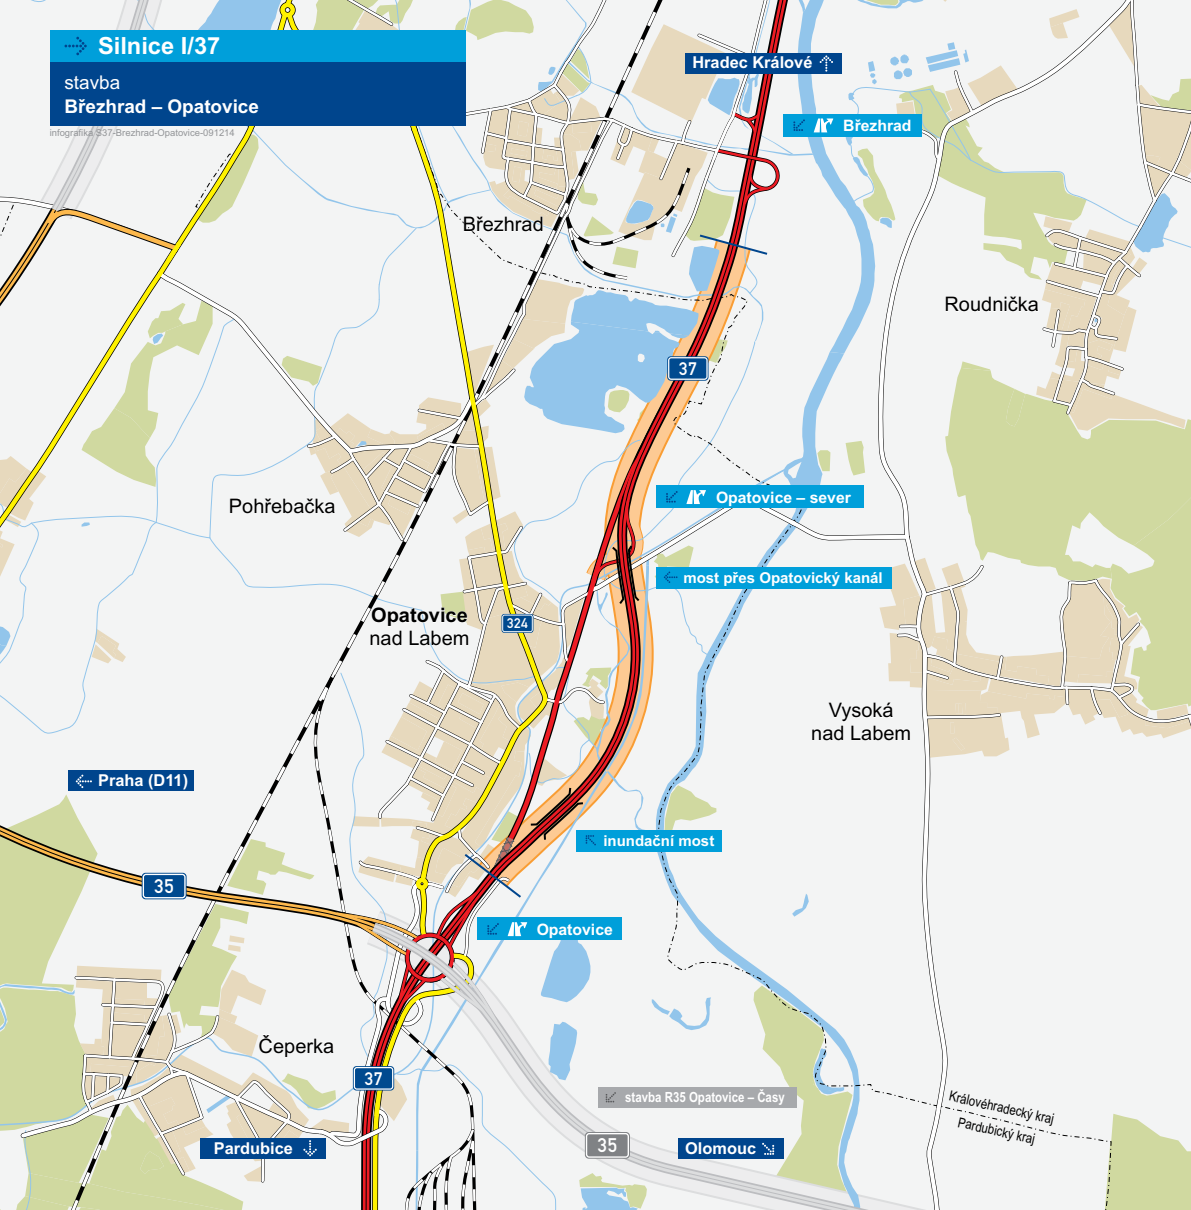 Silnice I/37
stavba
Březhrad – Opatovice
infografika S37-Brezhrad-Opatovice-091214
Hradec Králové
Březhrad
Březhrad
Roudnička
37
Opatovice – sever
Pohřebačka
most přes Opatovický kanál
Opatovice
nad Labem
324
Vysoká
nad Labem
Praha (D11)
inundační most
35
Opatovice
Čeperka
37
stavba R35 Opatovice – Časy
Královéhradecký kraj
Pardubický kraj
35
Pardubice
Olomouc